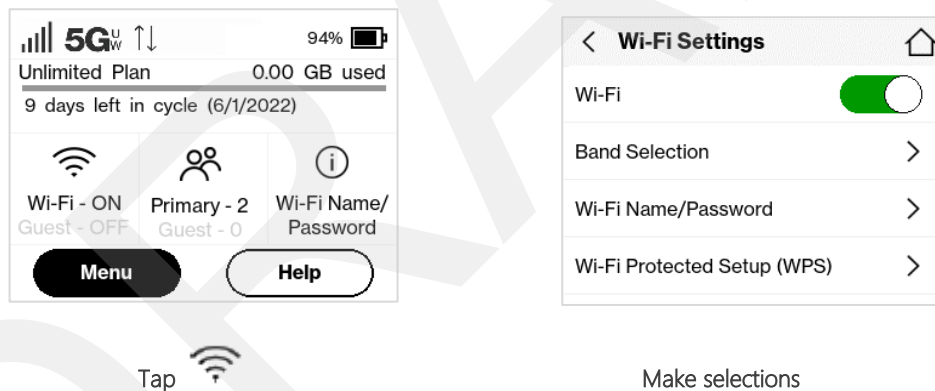 5G UW 94%
Unlimited Plan 0.00 GB used
9 days left in cycle (6/1/2022)
Wi-Fi - ON
Guest - OFF
Primary - 2
Guest - 0
Wi-Fi Name/
Password
Menu
Help
Tap
Wi-Fi Settings
Wi-Fi
Band Selection
Wi-Fi Name/Password
Wi-Fi Protected Setup (WPS)
Make selections